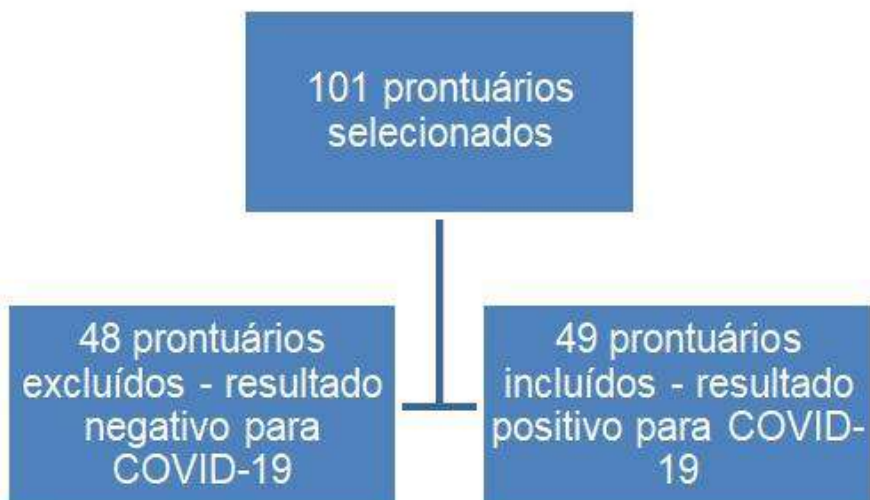 101 prontuários
selecionados
48 prontuários
excluídos - resultado
negativo para
COVID-19
49 prontuários
incluídos - resultado
positivo para COVID-
19